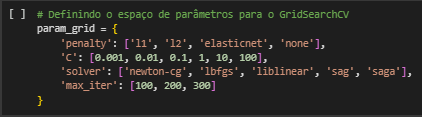 [ ] # Definindo o espaço de parâmetros para o GridSearchCV
param_grid = {
'penalty': ['l1', 'l2', 'elasticnet', 'none'],
'C': [0.001, 0.01, 0.1, 1, 10, 100],
'solver': ['newton-cg', 'lbfgs', 'liblinear', 'sag', 'saga'],
'max_iter': [100, 200, 300]
}